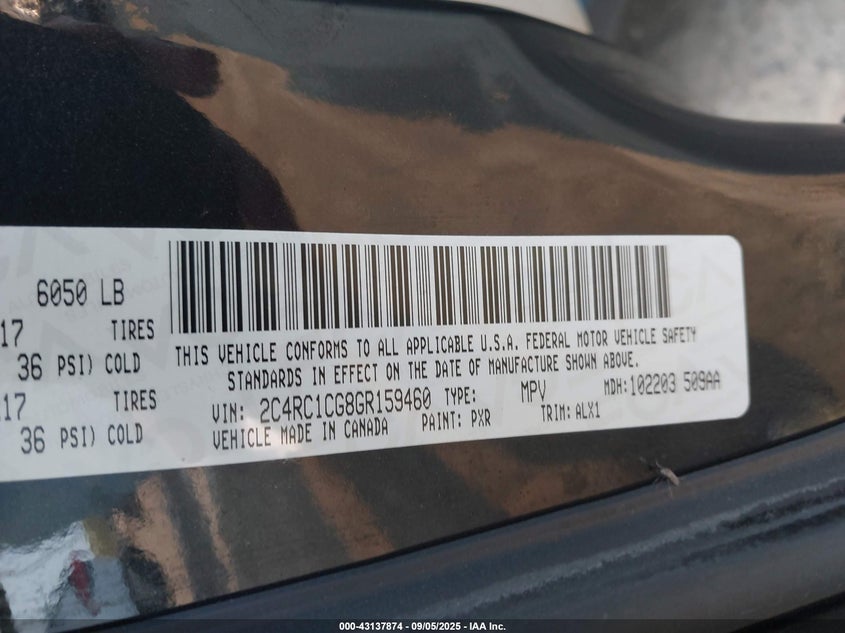 6050 LB
17 TIRES
36 PSI) COLD
17 TIRES
36 PSI) COLD
THIS VEHICLE CONFORMS TO ALL APPLICABLE U.S.A. FEDERAL MOTOR VEHICLE SAFETY
STANDARDS IN EFFECT ON THE DATE OF MANUFACTURE SHOWN ABOVE.
VIN: 2C4RC1CG8GR159460 TYPE: MPV MDH:102203 509AA
VEHICLE MADE IN CANADA PAINT: PXR TRIM: ALX1
000-43137874 | 09/05/2025 | IAA Inc.